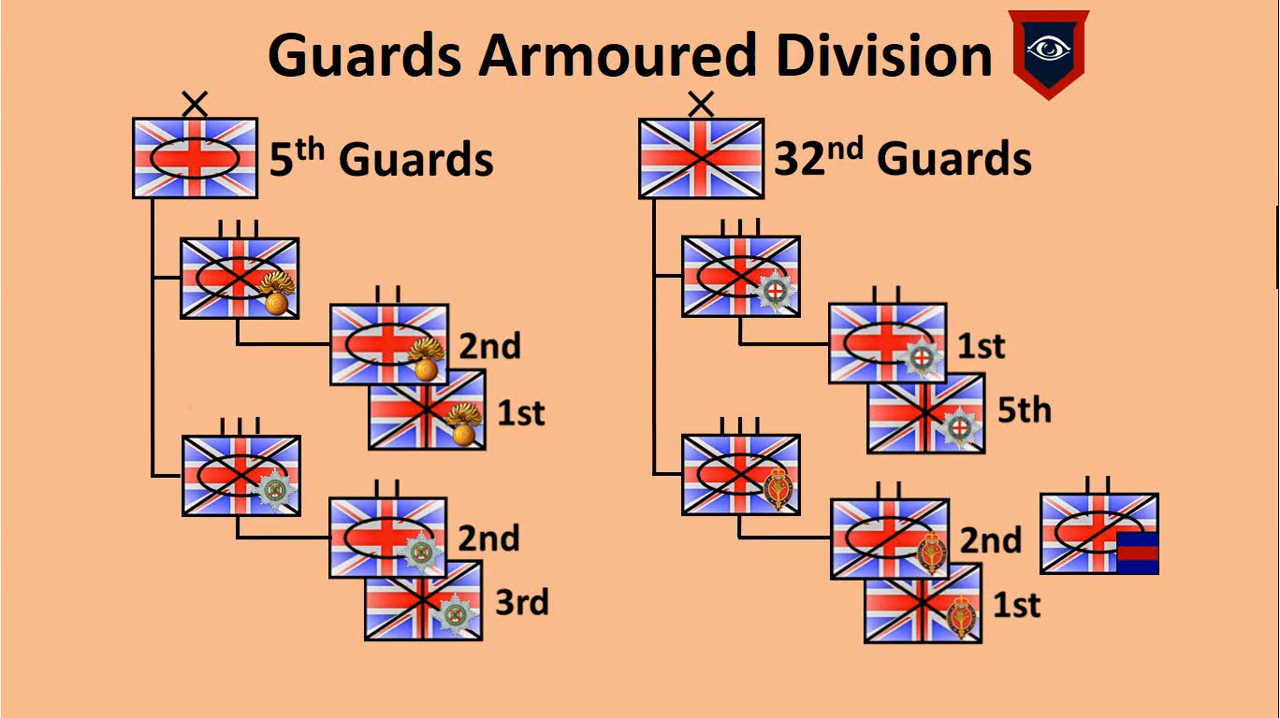 Guards Armoured Division
5th Guards
32nd Guards
2nd
1st
2nd
3rd
1st
5th
2nd
1st